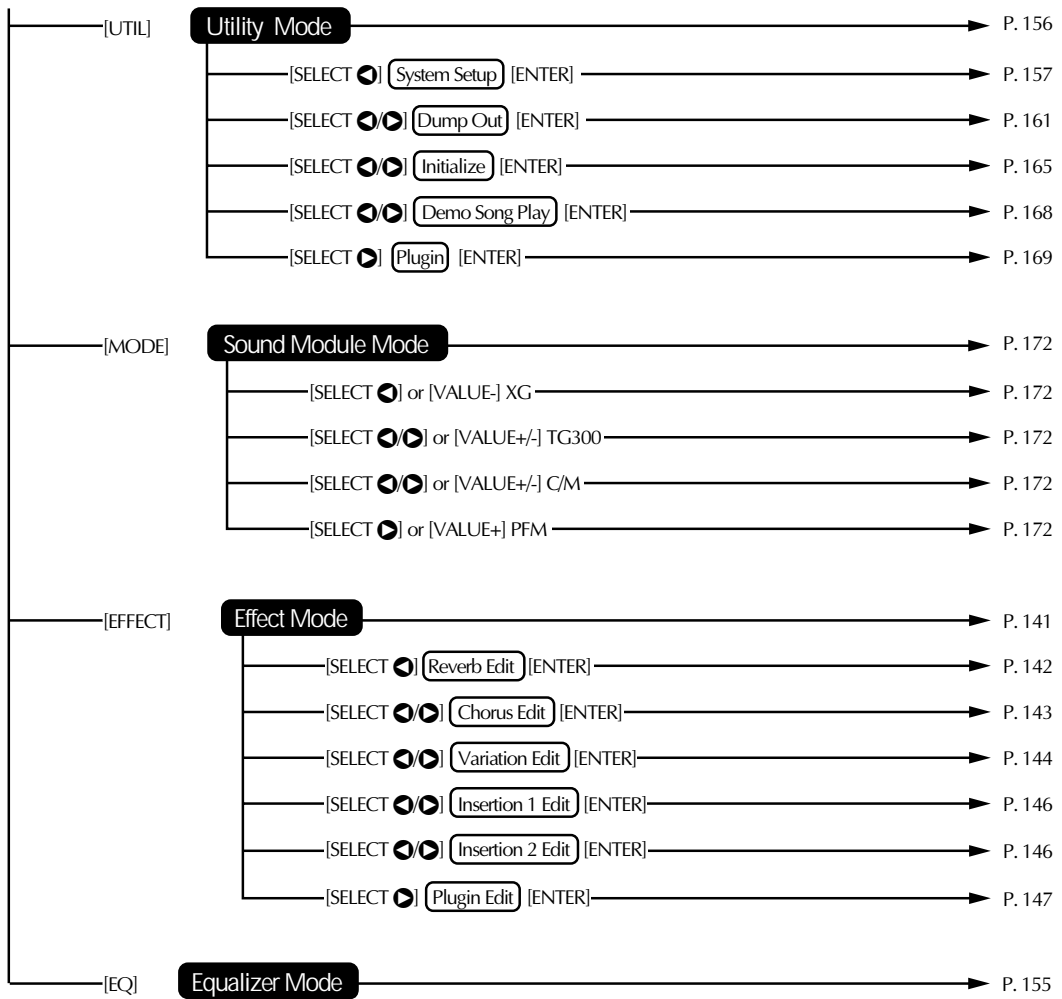 [UTIL] Utility Mode P. 156
[SELECT ◀] System Setup [ENTER] P. 157
[SELECT ◀/▶] Dump Out [ENTER] P. 161
[SELECT ◀/▶] Initialize [ENTER] P. 165
[SELECT ◀/▶] Demo Song Play [ENTER] P. 168
[SELECT ▶] Plugin [ENTER] P. 169
[MODE] Sound Module Mode P. 172
[SELECT ◀] or [VALUE-] XG P. 172
[SELECT ◀/▶] or [VALUE+/-] TG300 P. 172
[SELECT ◀/▶] or [VALUE+/-] C/M P. 172
[SELECT ▶] or [VALUE+] PFM P. 172
[EFFECT] Effect Mode P. 141
[SELECT ◀] Reverb Edit [ENTER] P. 142
[SELECT ◀/▶] Chorus Edit [ENTER] P. 143
[SELECT ◀/▶] Variation Edit [ENTER] P. 144
[SELECT ◀/▶] Insertion 1 Edit [ENTER] P. 146
[SELECT ◀/▶] Insertion 2 Edit [ENTER] P. 146
[SELECT ▶] Plugin Edit [ENTER] P. 147
[EQ] Equalizer Mode P. 155